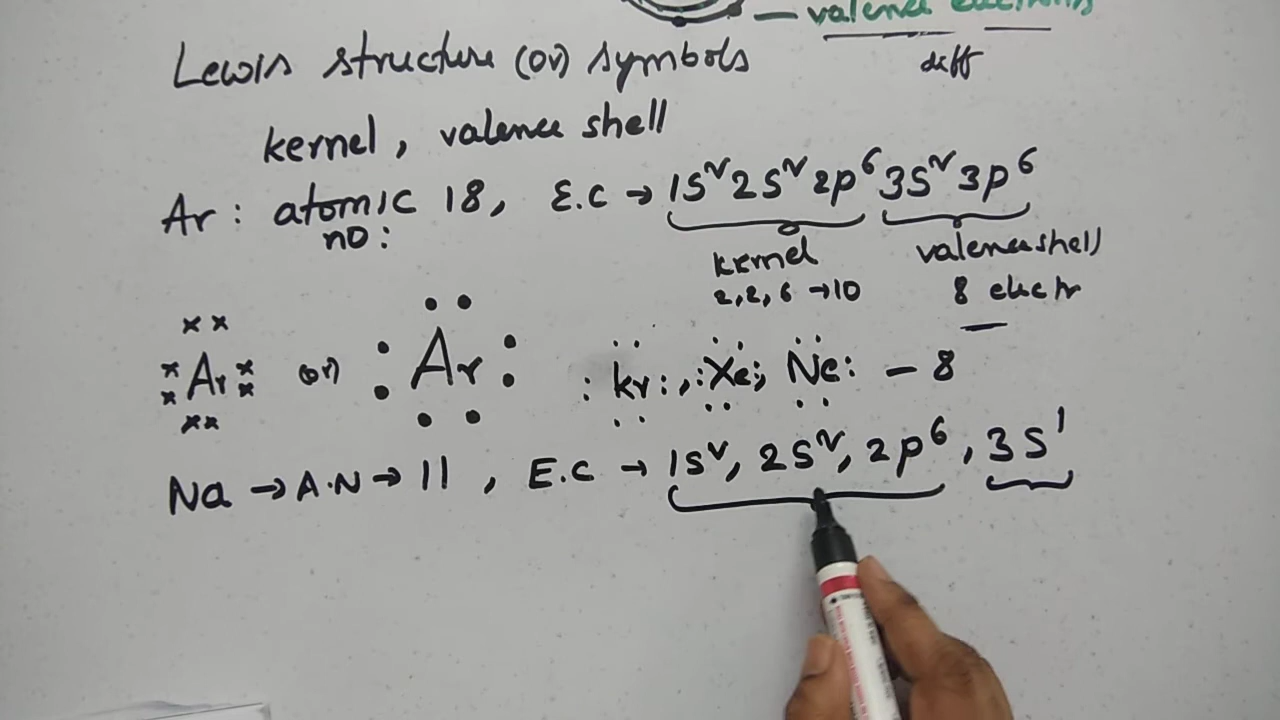 — valence electrons
Lewis structure (or) symbols diff
kernel, valence shell
Ar: atomic no: 18, E.C → 1s² 2s² 2p⁶ 3s² 3p⁶
kernel valence shell
2, 2, 6 → 10 8 electr
Ar (or) Ar :Kr:, :Xe:, Ne: – 8
Na → A.N → 11, E.C → 1s², 2s², 2p⁶, 3s¹